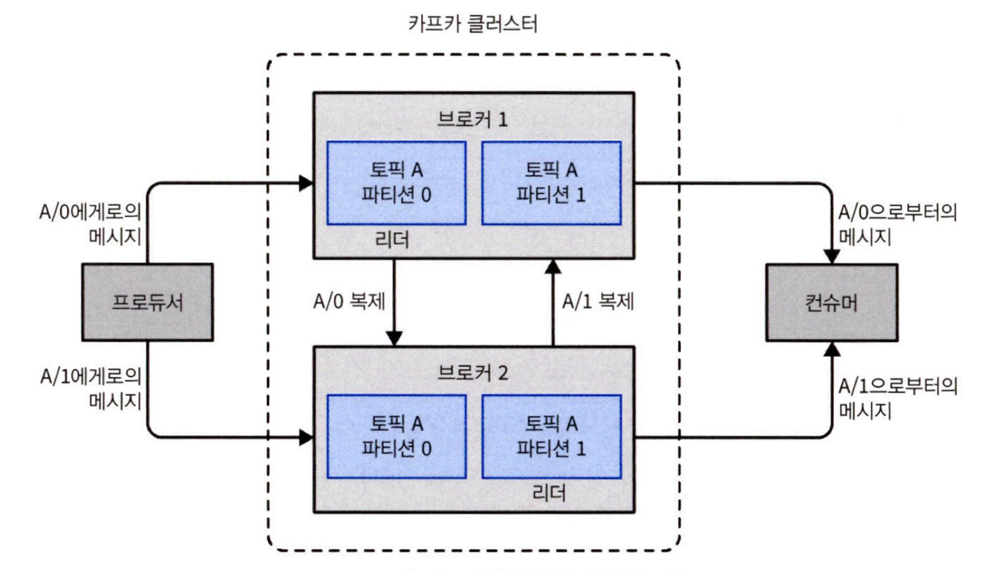 카프카 클러스터
브로커 1
토픽 A
파티션 0
토픽 A
파티션 1
리더
A/0에게로의
메시지
A/0으로부터의
메시지
프로듀서
A/0 복제
A/1 복제
컨슈머
A/1에게로의
메시지
A/1으로부터의
메시지
브로커 2
토픽 A
파티션 0
토픽 A
파티션 1
리더